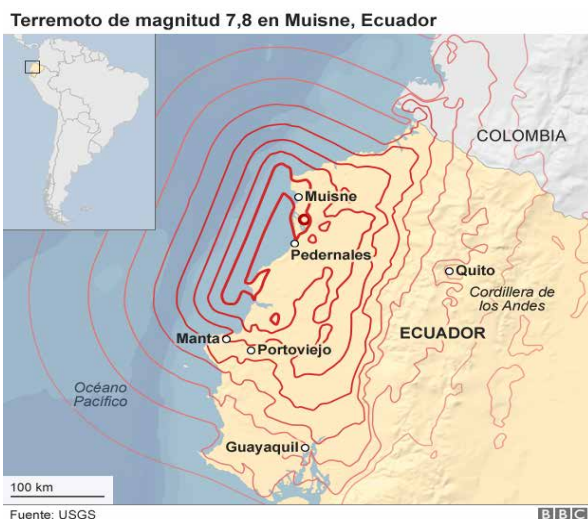 Terremoto de magnitud 7,8 en Muisne, Ecuador
COLOMBIA
Muisne
Pedernales
Quito
Cordillera de
los Andes
ECUADOR
Manta
Portoviejo
Océano
Pacífico
Guayaquil
100 km
Fuente: USGS
BBC